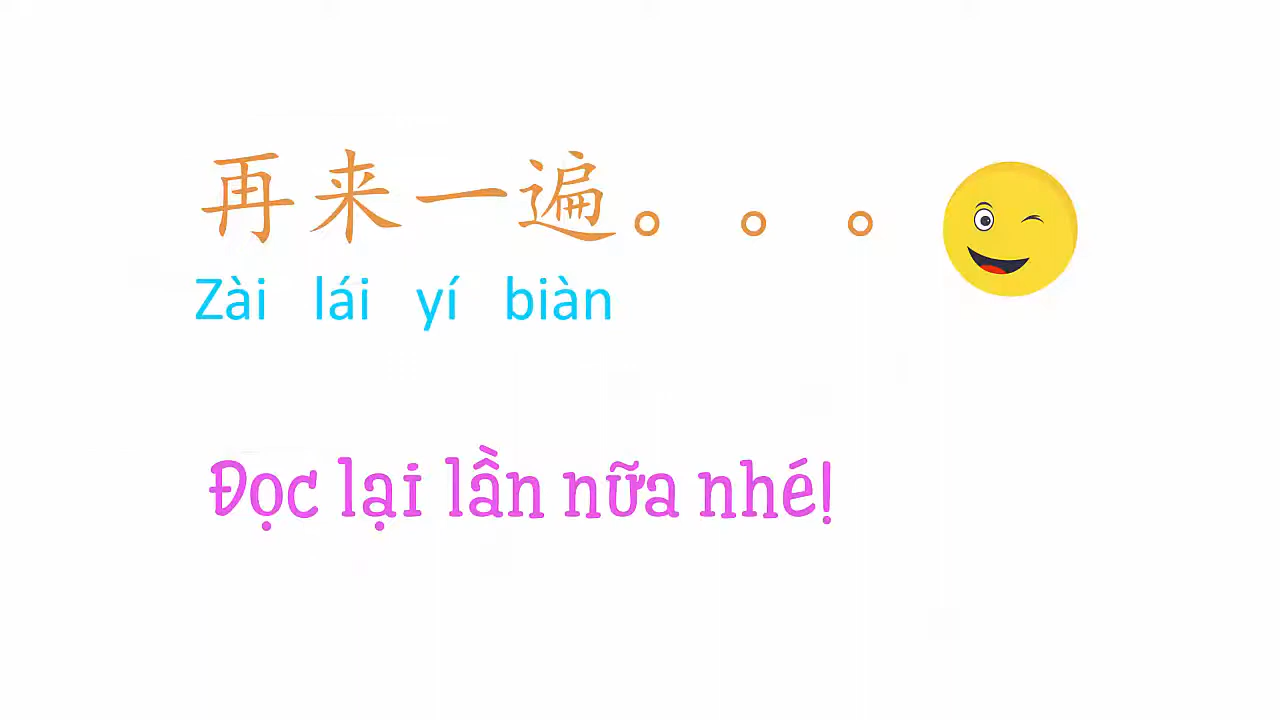 再来一遍。。。
Zài lái yí biàn
Đọc lại lần nữa nhé!